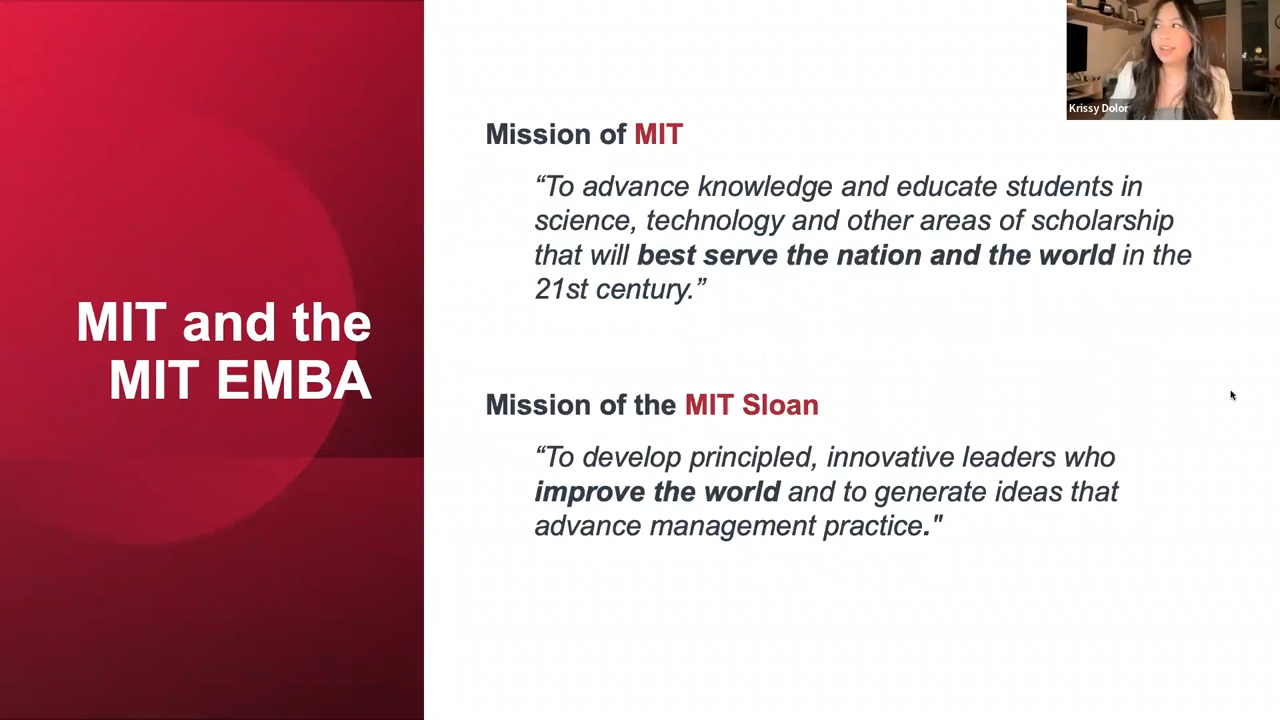 MIT and the
MIT EMBA
Mission of MIT
“To advance knowledge and educate students in
science, technology and other areas of scholarship
that will best serve the nation and the world in the
21st century.”
Mission of the MIT Sloan
“To develop principled, innovative leaders who
improve the world and to generate ideas that
advance management practice."
Krissy Dolor